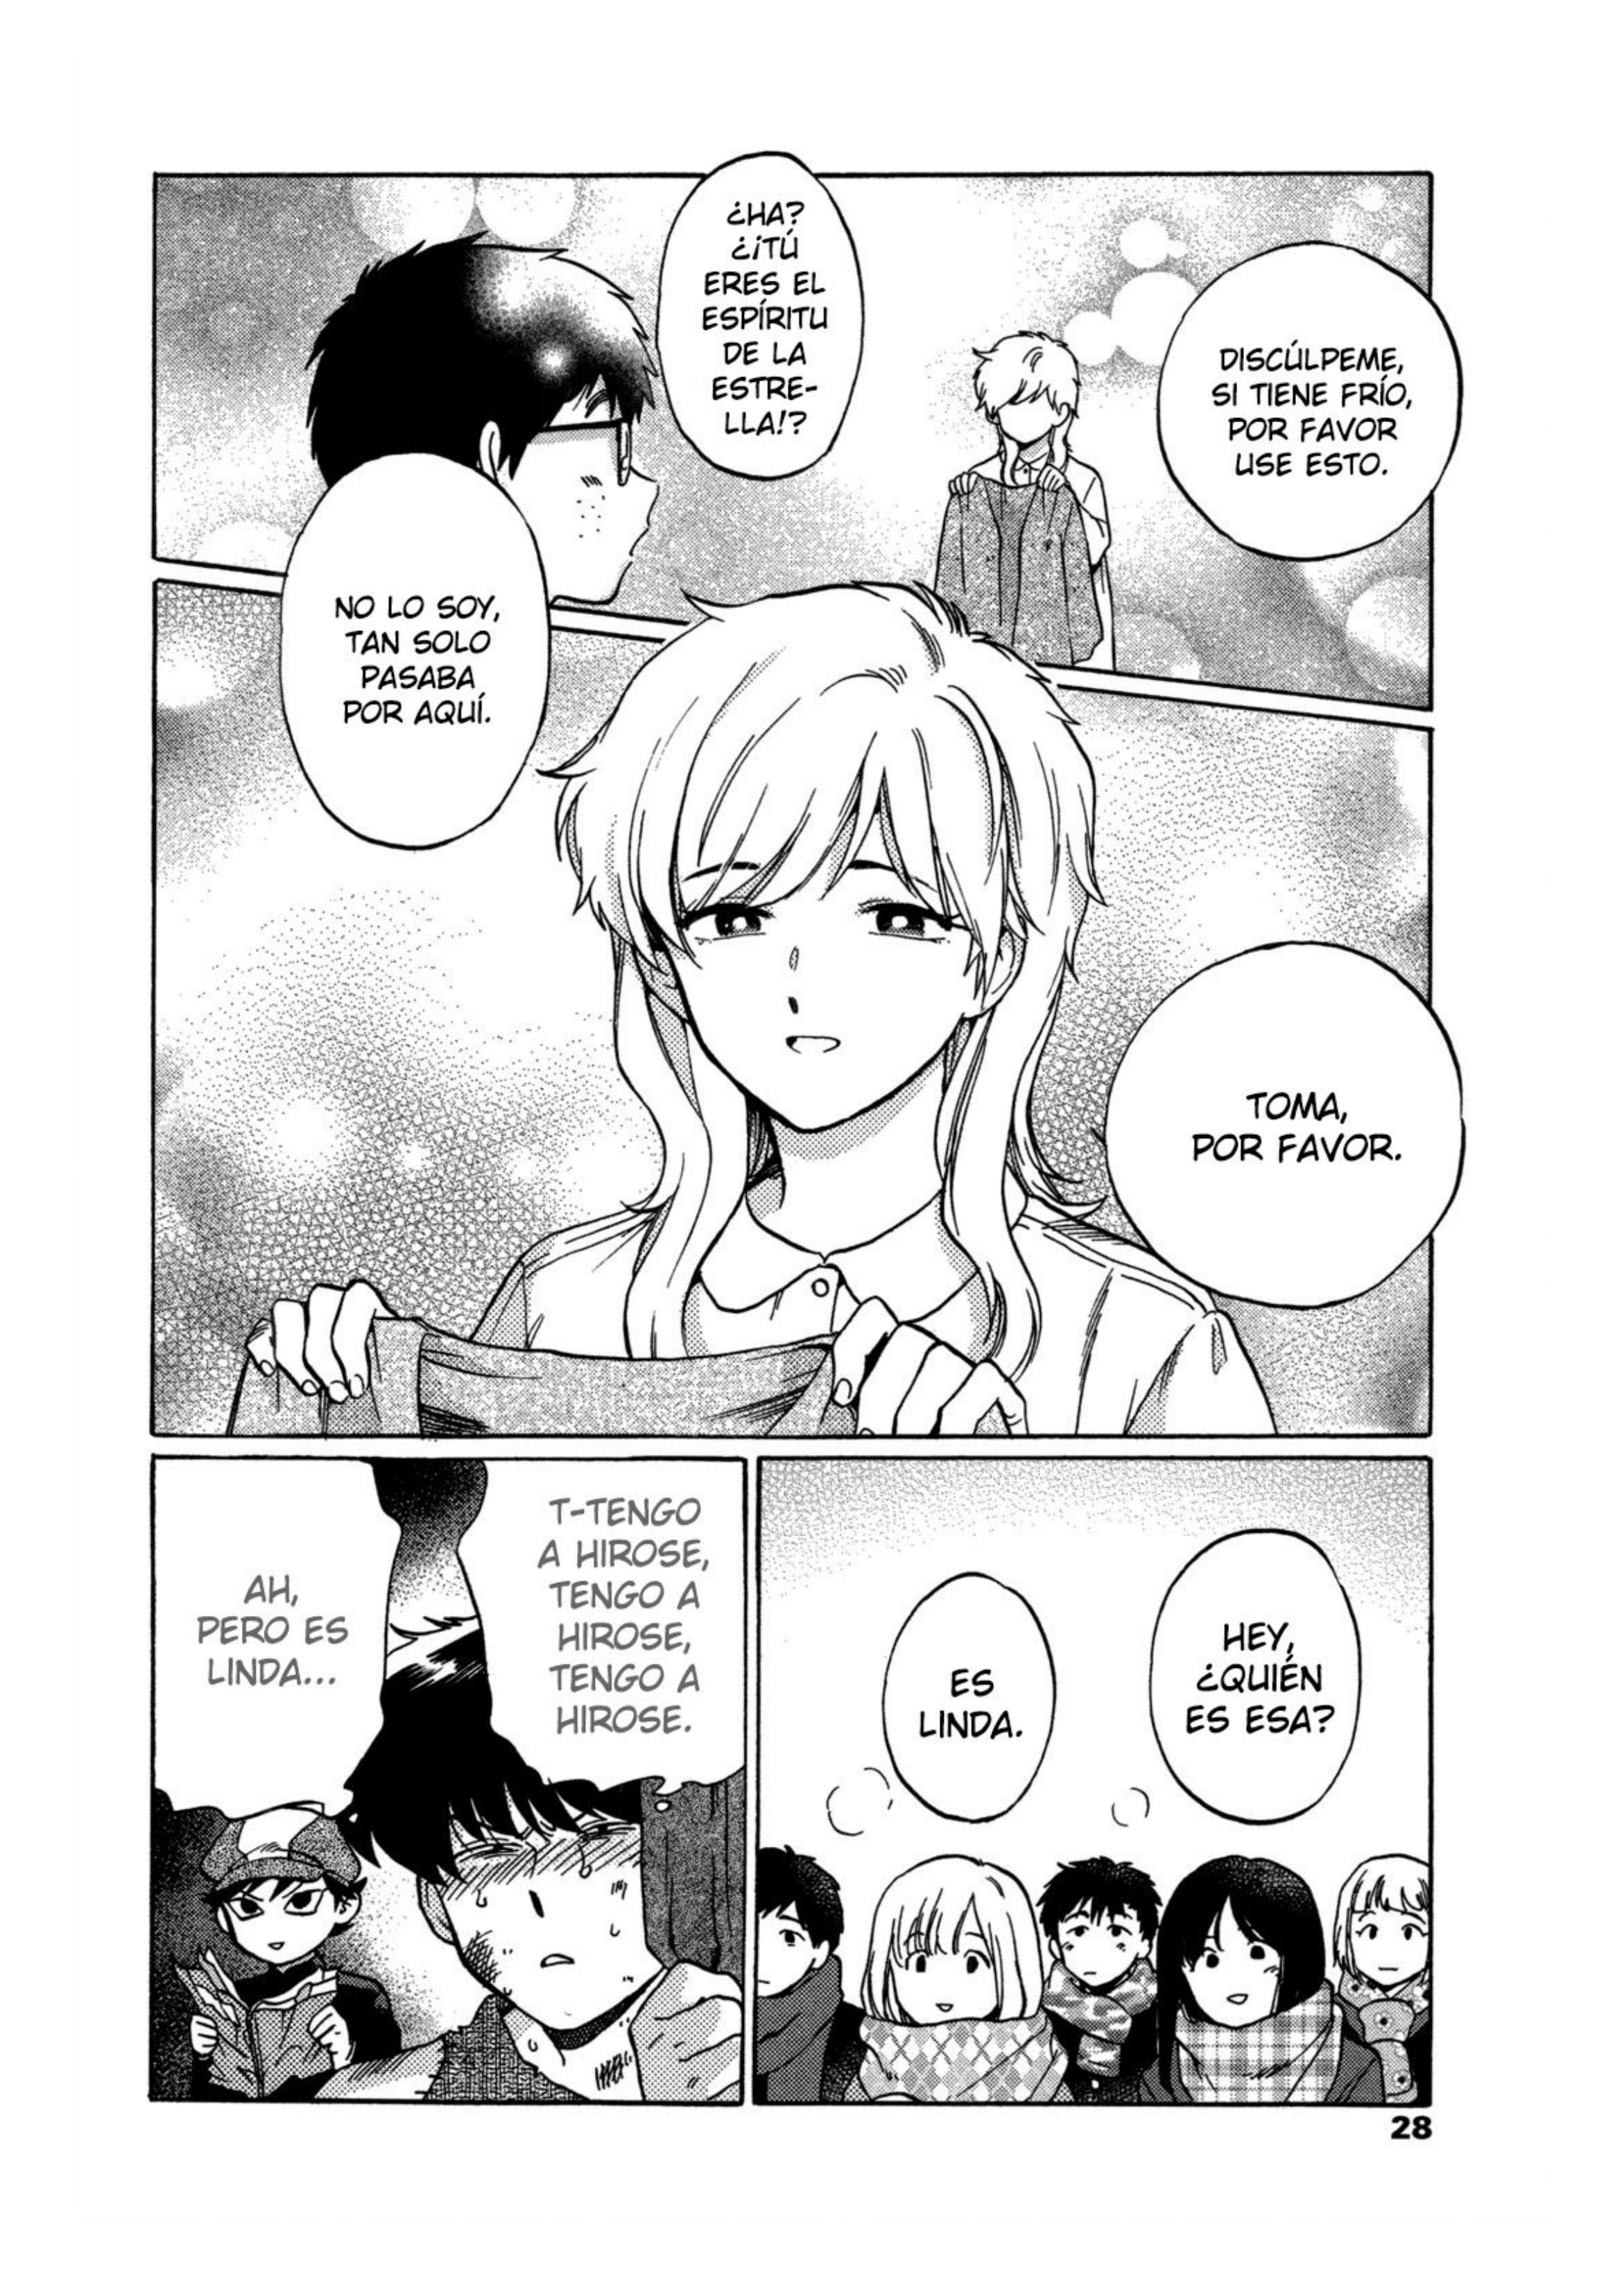 DISCÚLPEME,
SI TIENE FRÍO,
POR FAVOR
USE ESTO.
¿HA?
¿¡TÚ
ERES EL
ESPÍRITU
DE LA
ESTRE-
LLA!?
NO LO SOY,
TAN SOLO
PASABA
POR AQUÍ.
TOMA,
POR FAVOR.
HEY,
¿QUIÉN
ES ESA?
ES
LINDA.
T-TENGO
A HIROSE,
TENGO A
HIROSE,
TENGO A
HIROSE.
AH,
PERO ES
LINDA...
28